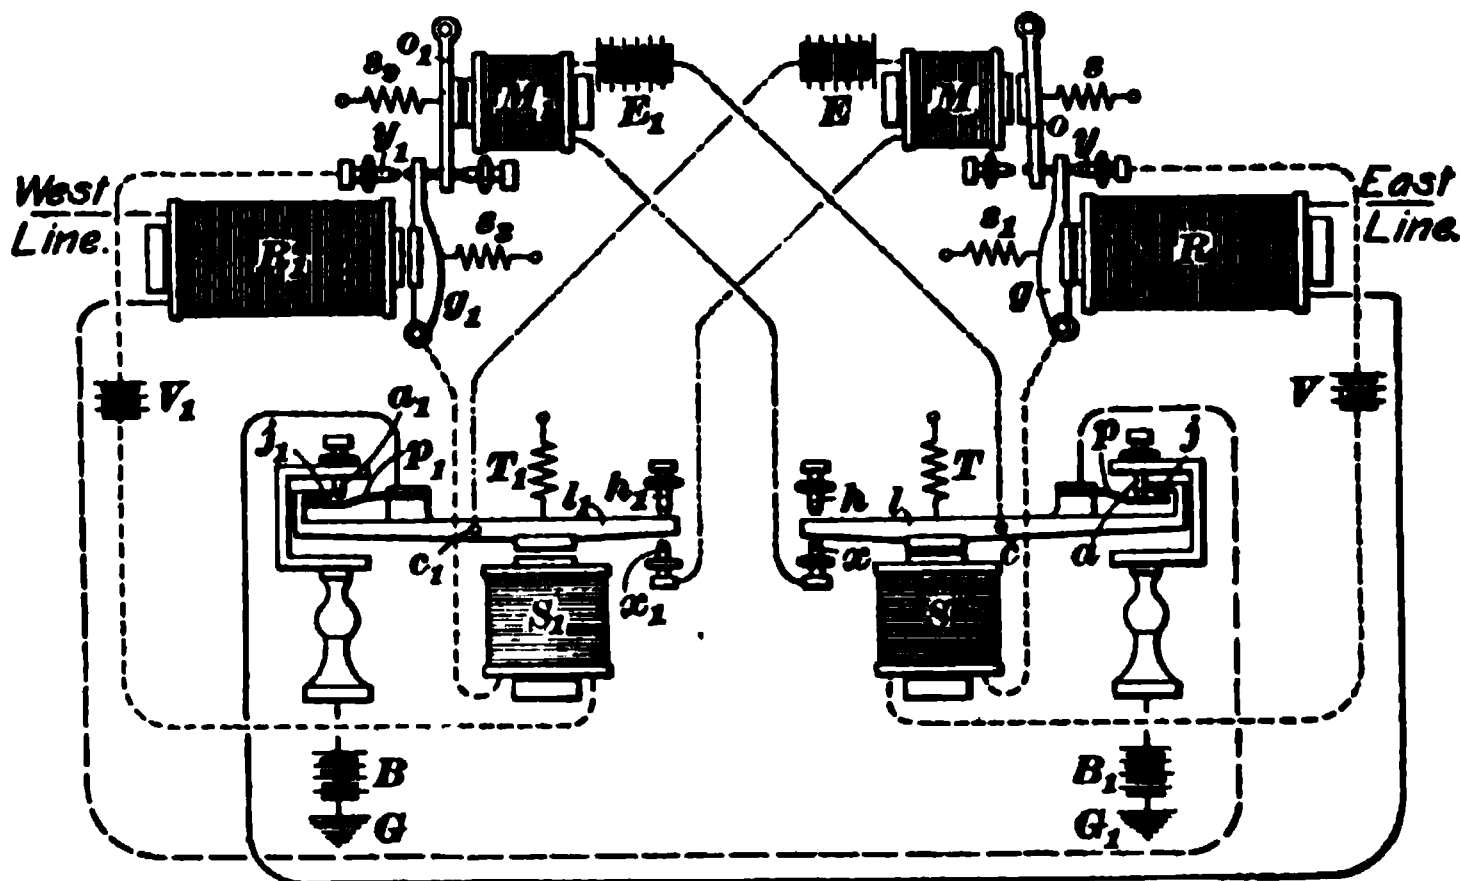 o₁ M₁ E₁ E M s
s₃ y₁ o y
West Line.
East Line.
R₁ s₂ g₁ s₁ g R
V₁ V
j₁ a₁ p₁ T₁ l₁ h₁ h l T p j
c₁ x₁ x c a
S₁ S
B B₁
G G₁